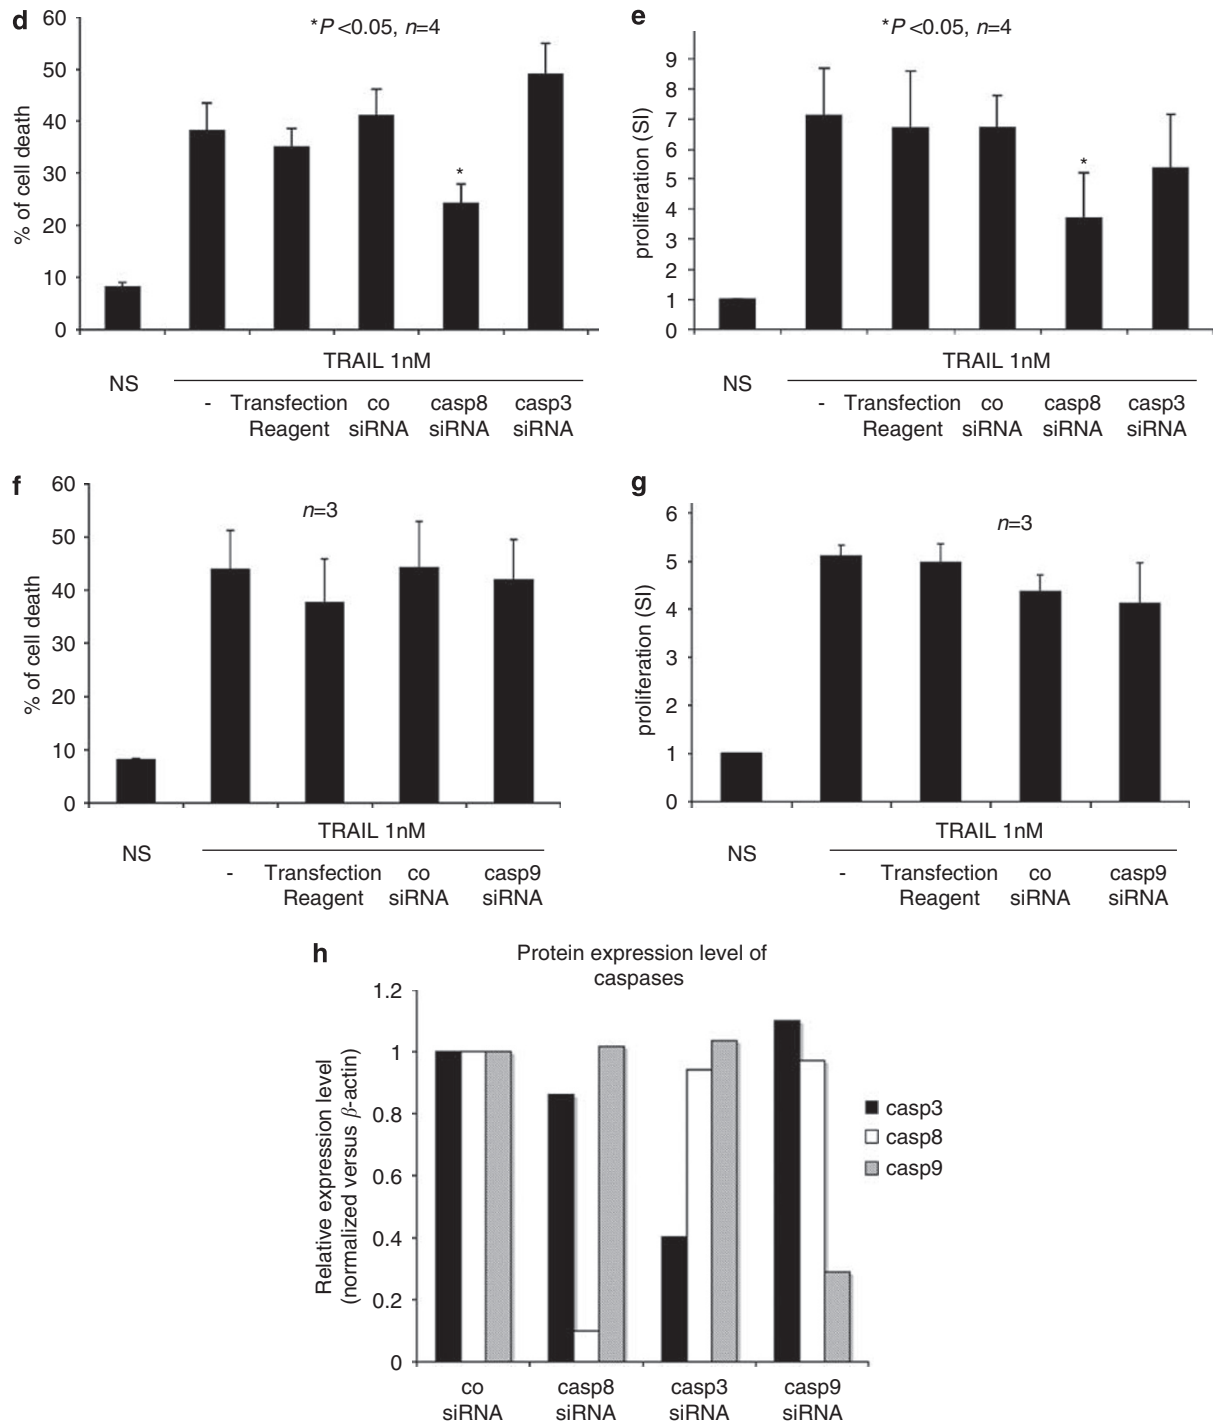 d
*P <0.05, n=4
60
50
40
30
20
10
0
% of cell death
NS
TRAIL 1nM
-
Transfection
Reagent
co
siRNA
casp8
siRNA
casp3
siRNA
*
e
*P <0.05, n=4
9
8
7
6
5
4
3
2
1
0
proliferation (SI)
*
NS
TRAIL 1nM
-
Transfection
Reagent
co
siRNA
casp8
siRNA
casp3
siRNA
f
n=3
60
50
40
30
20
10
0
% of cell death
NS
TRAIL 1nM
-
Transfection
Reagent
co
siRNA
casp9
siRNA
g
n=3
6
5
4
3
2
1
0
proliferation (SI)
NS
TRAIL 1nM
-
Transfection
Reagent
co
siRNA
casp9
siRNA
h
Protein expression level of
caspases
1.2
1
0.8
0.6
0.4
0.2
0
Relative expression level
(normalized versus β-actin)
casp3
casp8
casp9
co
siRNA
casp8
siRNA
casp3
siRNA
casp9
siRNA